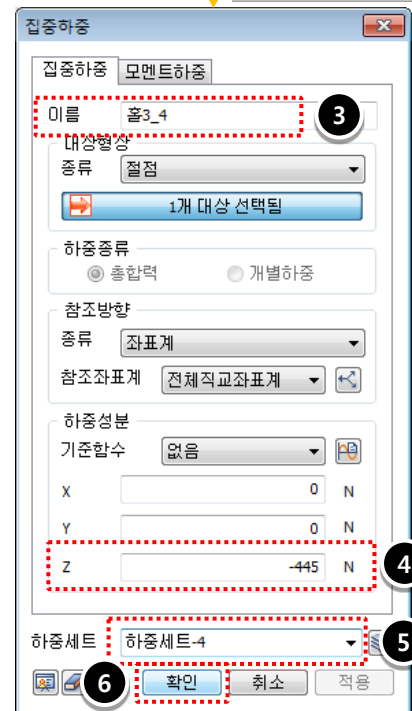 집중하중
집중하중 모멘트하중
이름 홀3_4 3
대상형상
종류 절점
1개 대상 선택됨
하중종류
총합력 개별하중
참조방향
종류 좌표계
참조좌표계 전체직교좌표계
하중성분
기준함수 없음
X 0 N
Y 0 N
Z -445 N 4
하중세트 하중세트-4 5
6 확인 취소 적용